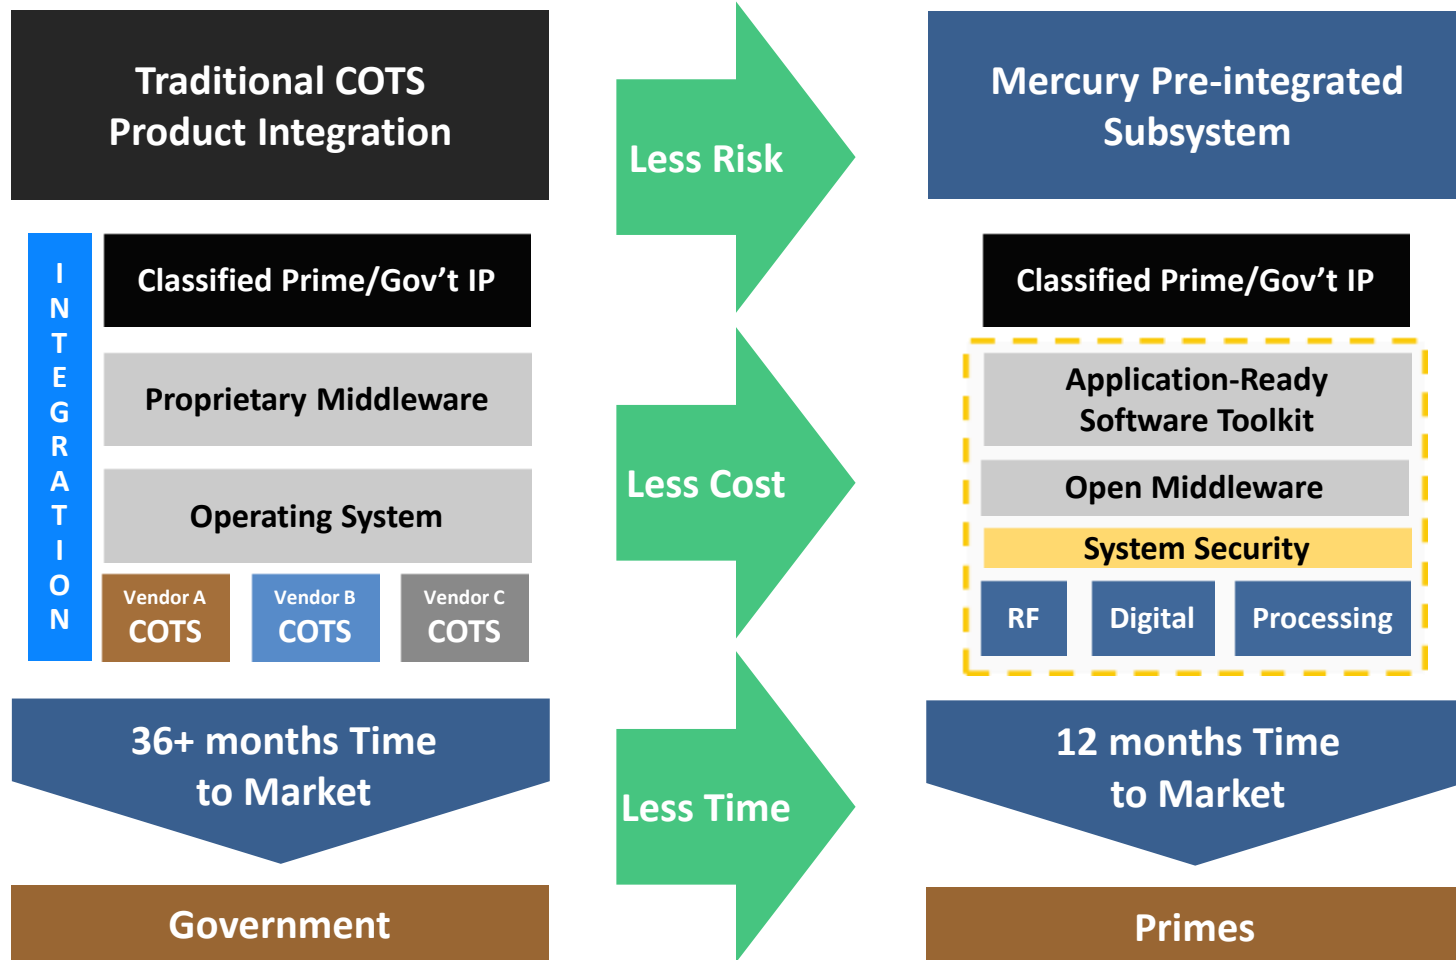 Traditional COTS
Product Integration
INTEGRATION
Classified Prime/Gov’t IP
Proprietary Middleware
Operating System
Vendor A
COTS
Vendor B
COTS
Vendor C
COTS
36+ months Time
to Market
Government
Less Risk
Less Cost
Less Time
Mercury Pre-integrated
Subsystem
Classified Prime/Gov’t IP
Application-Ready
Software Toolkit
Open Middleware
System Security
RF
Digital
Processing
12 months Time
to Market
Primes